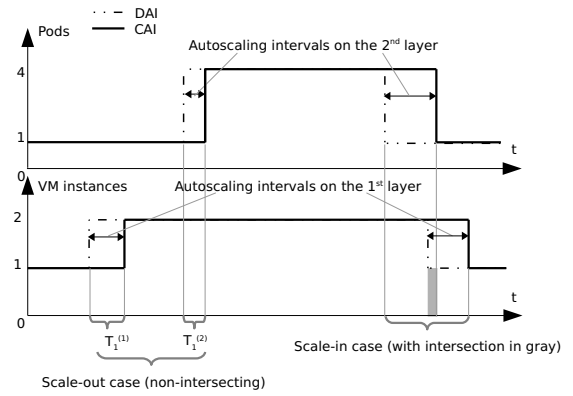 DAI
CAI
Pods
Autoscaling intervals on the 2nd layer
4
1
t
0
VM instances
Autoscaling intervals on the 1st layer
2
1
t
0
T1(1)
T1(2)
Scale-in case (with intersection in gray)
Scale-out case (non-intersecting)